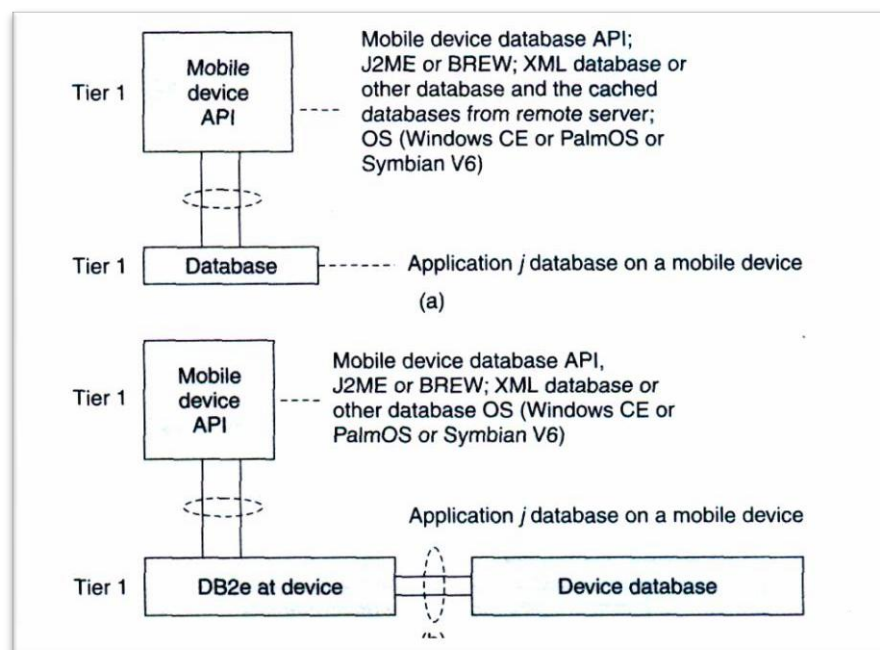 Mobile device database API;
J2ME or BREW; XML database or
other database and the cached
databases from remote server;
OS (Windows CE or PalmOS or
Symbian V6)
Mobile
device
API
Tier 1
Tier 1
Database
Application j database on a mobile device
(a)
Mobile device database API,
J2ME or BREW; XML database or
other database OS (Windows CE or
PalmOS or Symbian V6)
Mobile
device
API
Tier 1
Application j database on a mobile device
Tier 1
DB2e at device
Device database